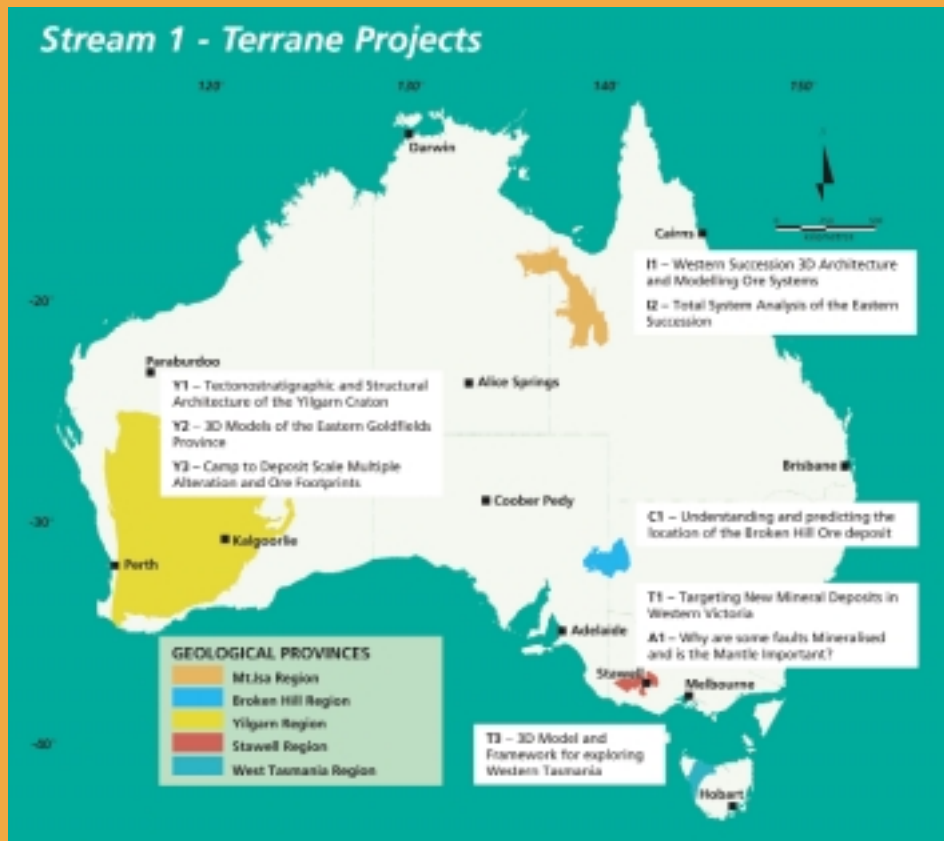 Stream 1 - Terrane Projects
120°
130°
140°
150°
Darwin
Cairns
I1 – Western Succession 3D Architecture
and Modelling Ore Systems
I2 – Total System Analysis of the Eastern
Succession
-20°
Paraburdoo
Alice Springs
Y1 – Tectonostratigraphic and Structural
Architecture of the Yilgarn Craton
Y2 – 3D Models of the Eastern Goldfields
Province
Y3 – Camp to Deposit Scale Multiple
Alteration and Ore Footprints
Brisbane
Coober Pedy
C1 – Understanding and predicting the
location of the Broken Hill Ore deposit
-30°
Kalgoorlie
Perth
T1 – Targeting New Mineral Deposits in
Western Victoria
A1 – Why are some faults Mineralised
and is the Mantle Important?
Adelaide
Stawell
Melbourne
GEOLOGICAL PROVINCES
Mt.Isa Region
Broken Hill Region
Yilgarn Region
Stawell Region
West Tasmania Region
-40°
T3 – 3D Model and
Framework for exploring
Western Tasmania
Hobart